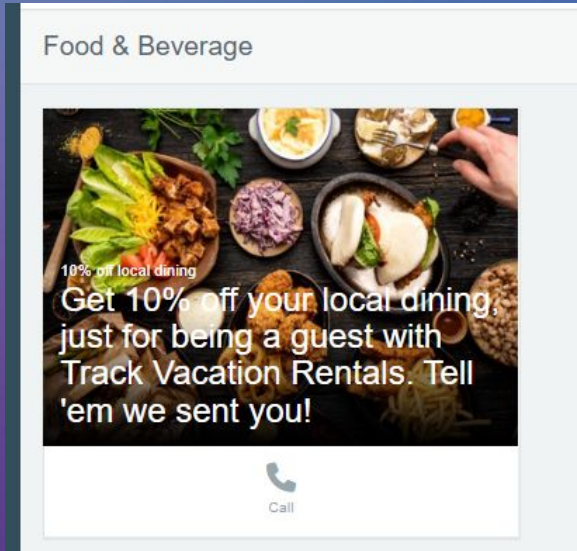 Food & Beverage
10% off local dining
Get 10% off your local dining,
just for being a guest with
Track Vacation Rentals. Tell
'em we sent you!
Call